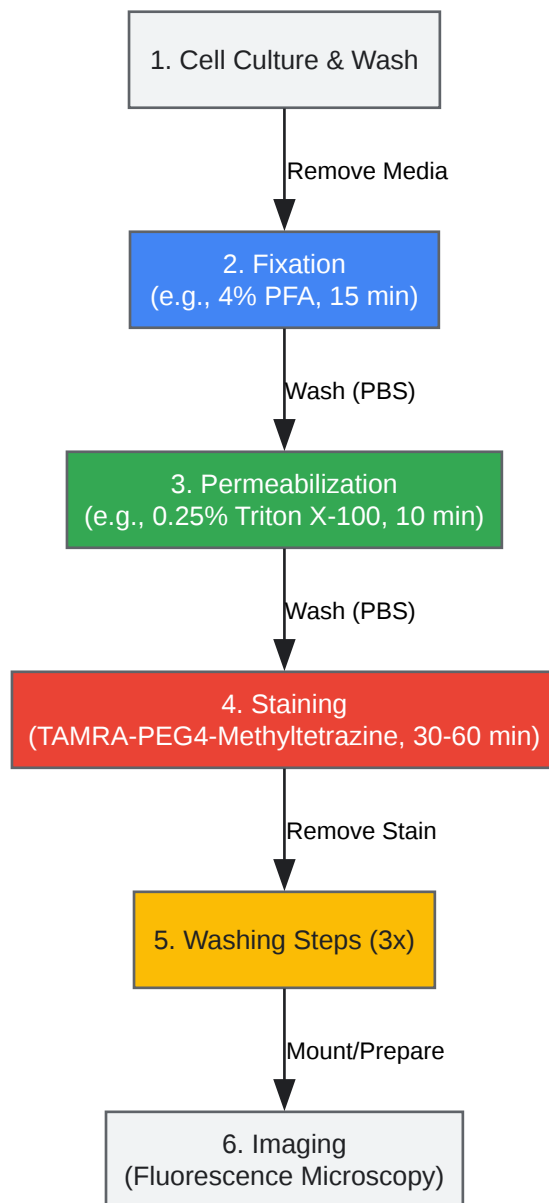 1. Cell Culture & Wash
Remove Media
2. Fixation
(e.g., 4% PFA, 15 min)
Wash (PBS)
3. Permeabilization
(e.g., 0.25% Triton X-100, 10 min)
Wash (PBS)
4. Staining
(TAMRA-PEG4-Methyltetrazine, 30-60 min)
Remove Stain
5. Washing Steps (3x)
Mount/Prepare
6. Imaging
(Fluorescence Microscopy)